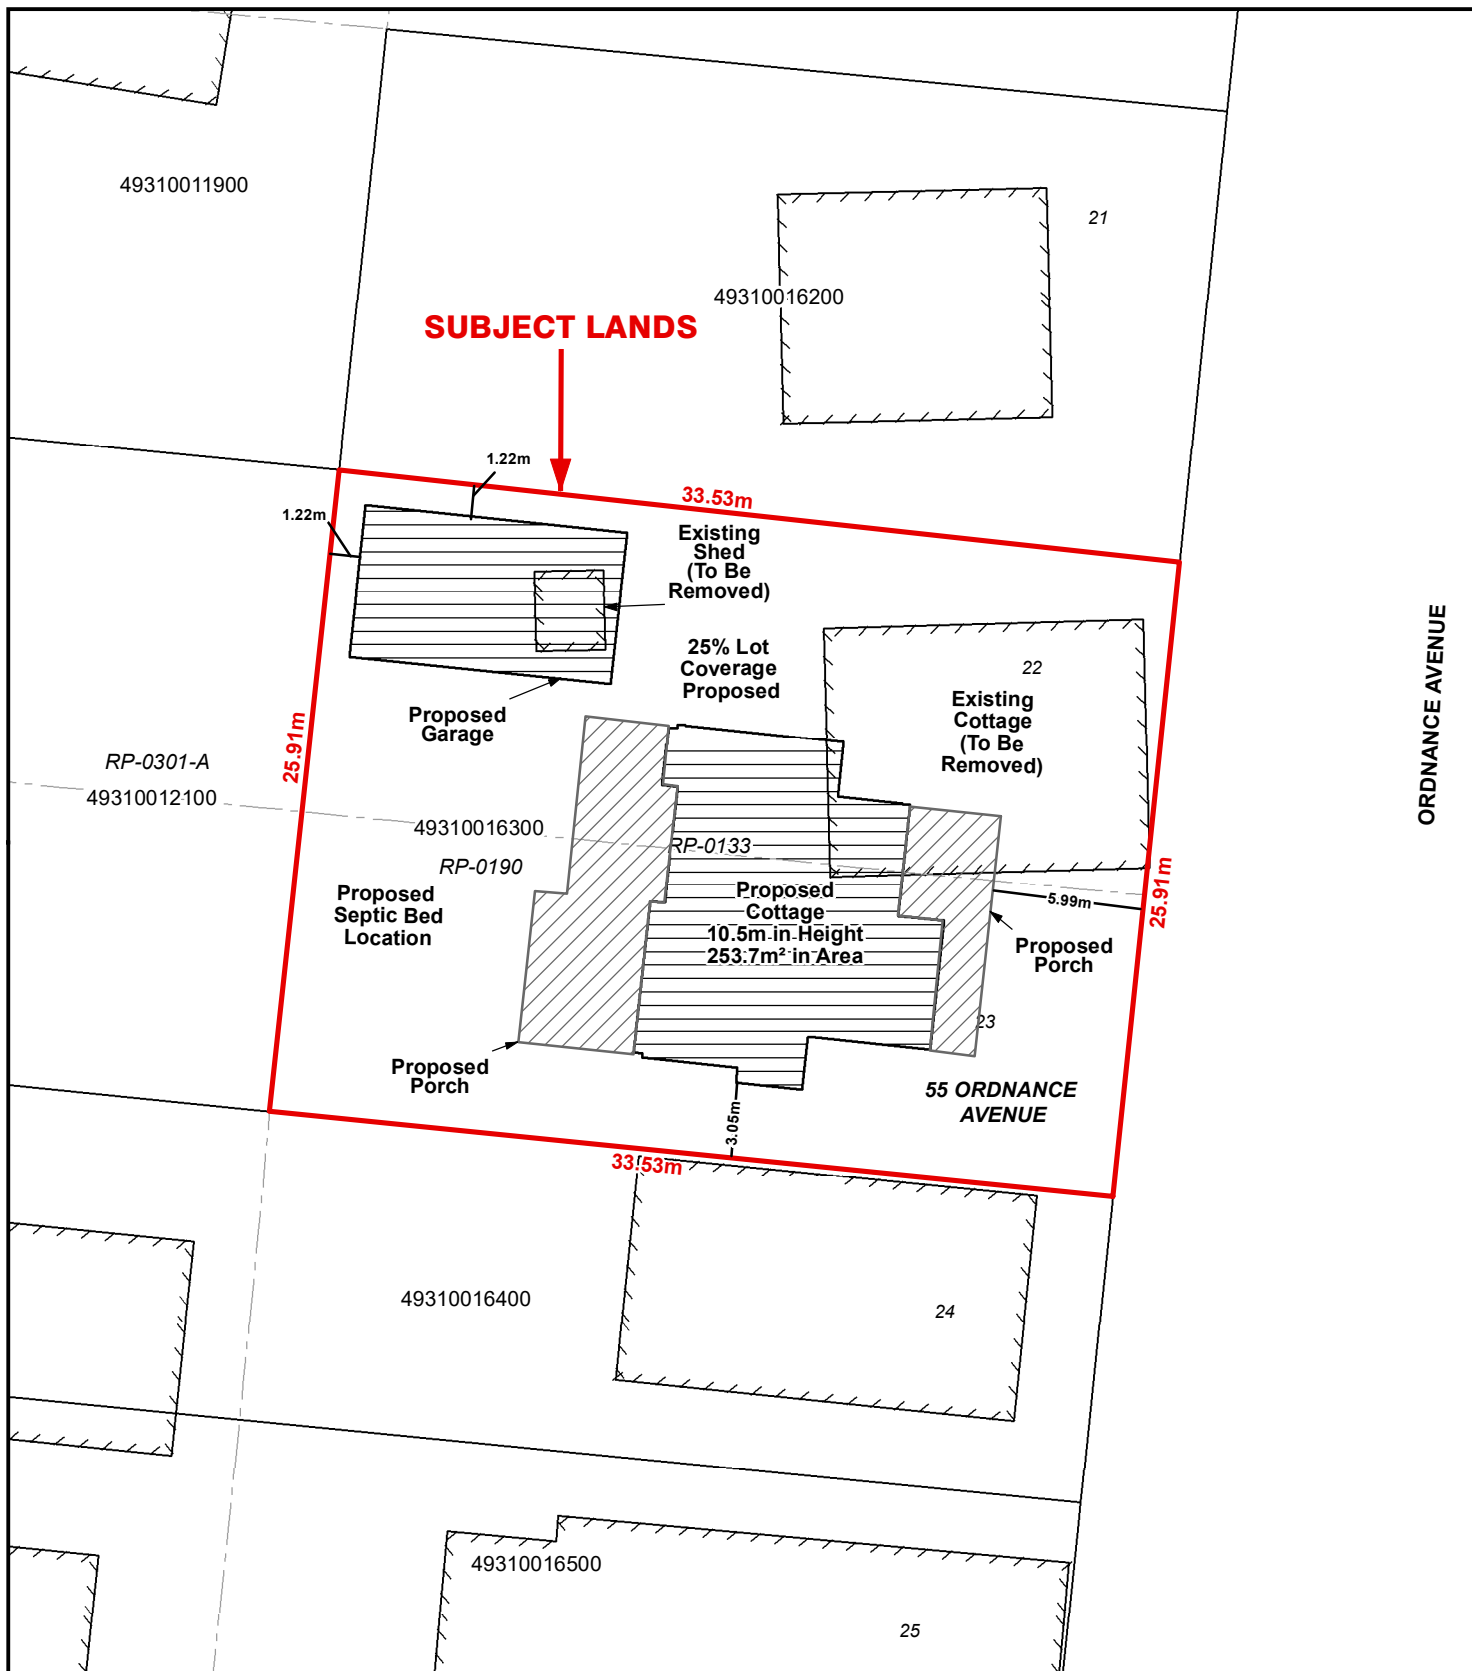 49310011900
21
49310016200
SUBJECT LANDS
1.22m
33.53m
1.22m
Existing
Shed
(To Be
Removed)
25% Lot
Coverage
Proposed
22
Existing
Cottage
(To Be
Removed)
ORDNANCE AVENUE
Proposed
Garage
25.91m
RP-0301-A
49310012100
49310016300
RP-0190
RP-0133
Proposed
Septic Bed
Location
Proposed
Cottage
10.5m in Height
253.7m² in Area
5.99m
25.91m
Proposed
Porch
23
Proposed
Porch
55 ORDNANCE
AVENUE
3.05m
33.53m
49310016400
24
49310016500
25